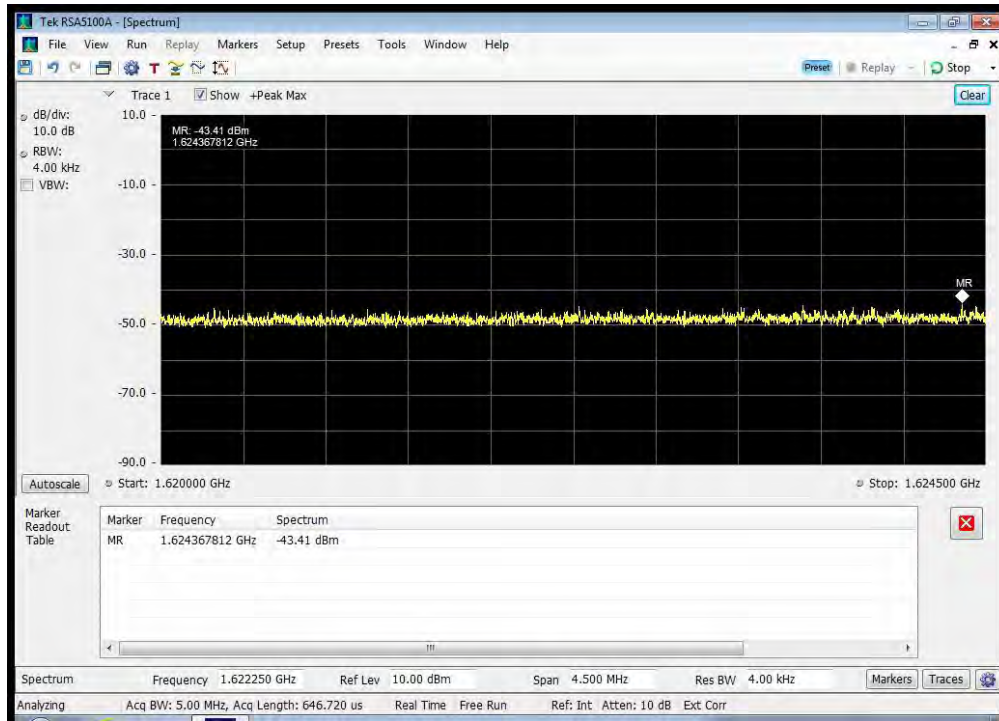 Tek RSA5100A - [Spectrum]
File View Run Replay Markers Setup Presets Tools Window Help
Preset Replay Stop
Trace 1 Show +Peak Max Clear
dB/div:
10.0 dB
RBW:
4.00 kHz
VBW:
10.0
-10.0
-30.0
-50.0
-70.0
-90.0
MR: -43.41 dBm
1.624367812 GHz
MR
Autoscale Start: 1.620000 GHz Stop: 1.624500 GHz
Marker
Readout
Table
Marker Frequency Spectrum
MR 1.624367812 GHz -43.41 dBm
Spectrum Frequency 1.622250 GHz Ref Lev 10.00 dBm Span 4.500 MHz Res BW 4.00 kHz Markers Traces
Analyzing Acq BW: 5.00 MHz, Acq Length: 646.720 us Real Time Free Run Ref: Int Atten: 10 dB Ext Corr